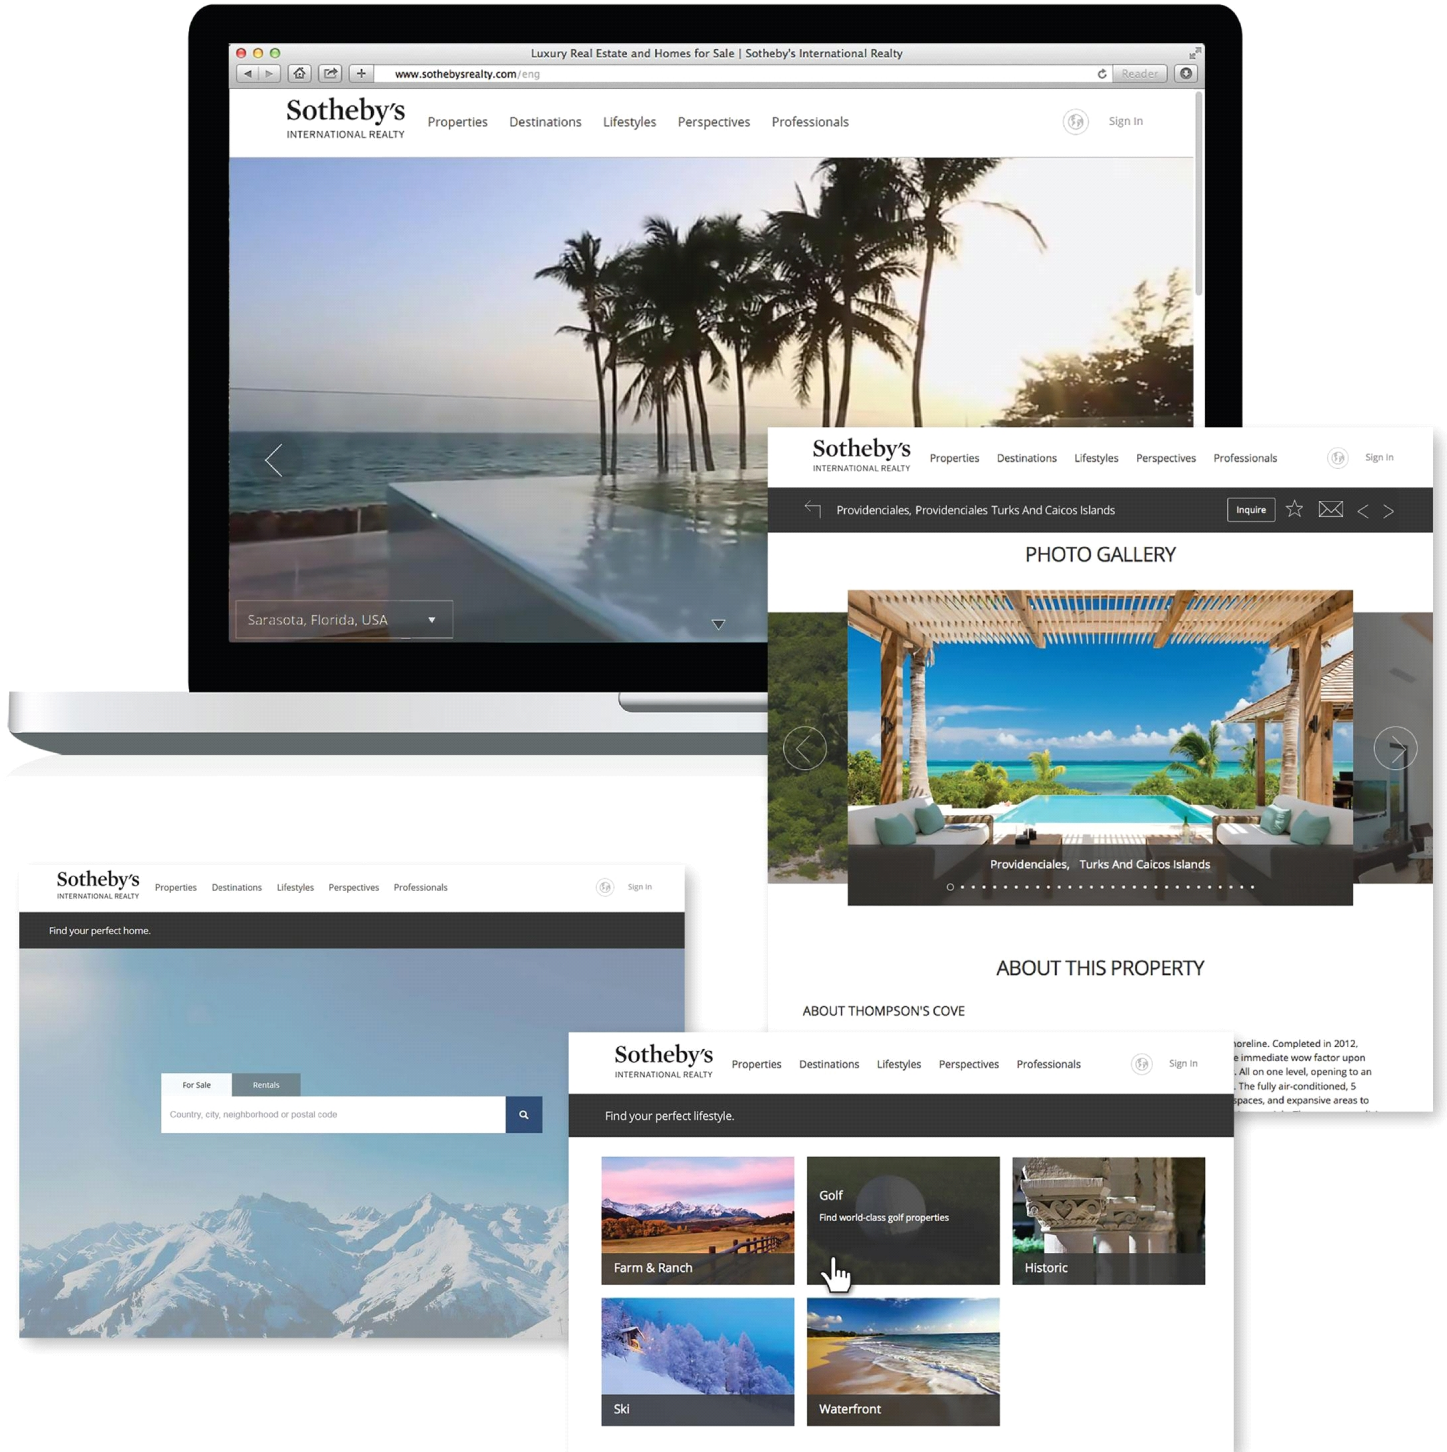 Luxury Real Estate and Homes for Sale | Sotheby's International Realty
www.sothebysrealty.com/eng
Reader
Sotheby's
INTERNATIONAL REALTY
Properties Destinations Lifestyles Perspectives Professionals
Sign In
Sarasota, Florida, USA
Sotheby's
INTERNATIONAL REALTY
Properties Destinations Lifestyles Perspectives Professionals
Sign In
Providenciales, Providenciales Turks And Caicos Islands
Inquire
PHOTO GALLERY
Providenciales, Turks And Caicos Islands
ABOUT THIS PROPERTY
ABOUT THOMPSON'S COVE
horeline. Completed in 2012,
e immediate wow factor upon
. All on one level, opening to an
. The fully air-conditioned, 5
spaces, and expansive areas to
Sotheby's
INTERNATIONAL REALTY
Properties Destinations Lifestyles Perspectives Professionals
Sign In
Find your perfect home.
For Sale Rentals
Country, city, neighborhood or postal code
Sotheby's
INTERNATIONAL REALTY
Properties Destinations Lifestyles Perspectives Professionals
Sign In
Find your perfect lifestyle.
Farm & Ranch
Golf
Find world-class golf properties
Historic
Ski
Waterfront